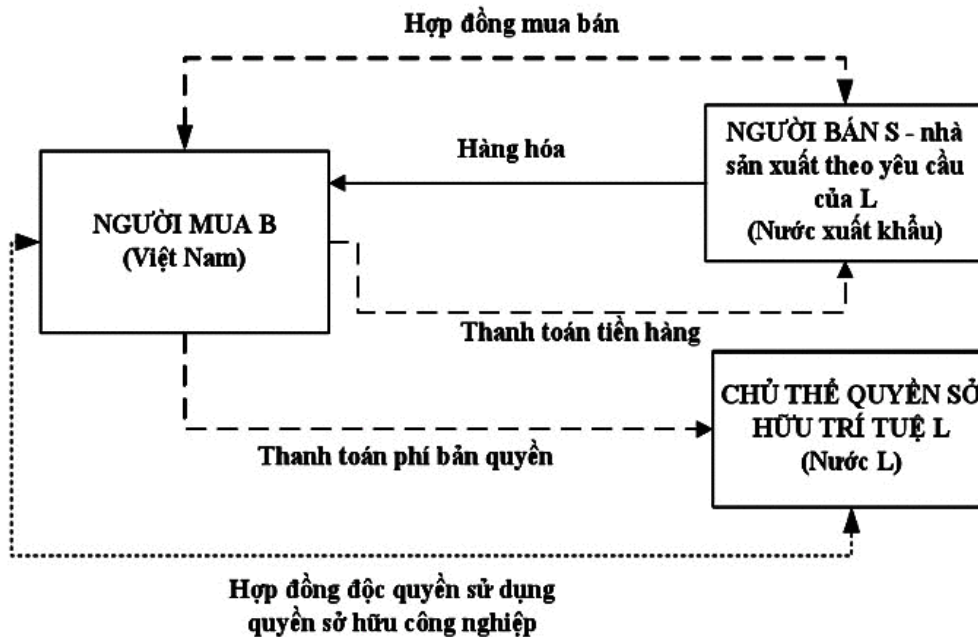 Hợp đồng mua bán
NGƯỜI BÁN S - nhà
sản xuất theo yêu cầu
của L
(Nước xuất khẩu)
Hàng hóa
NGƯỜI MUA B
(Việt Nam)
Thanh toán tiền hàng
CHỦ THỂ QUYỀN SỞ
HỮU TRÍ TUỆ L
(Nước L)
Thanh toán phí bản quyền
Hợp đồng độc quyền sử dụng
quyền sở hữu công nghiệp